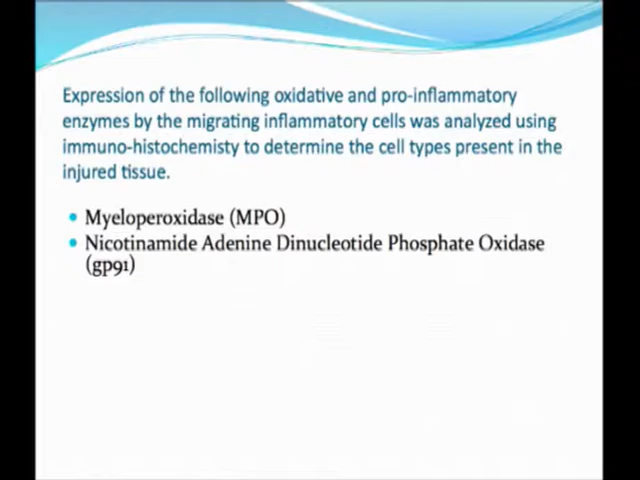 Expression of the following oxidative and pro-inflammatory
enzymes by the migrating inflammatory cells was analyzed using
immuno-histochemisty to determine the cell types present in the
injured tissue.
• Myeloperoxidase (MPO)
• Nicotinamide Adenine Dinucleotide Phosphate Oxidase
(gp91)